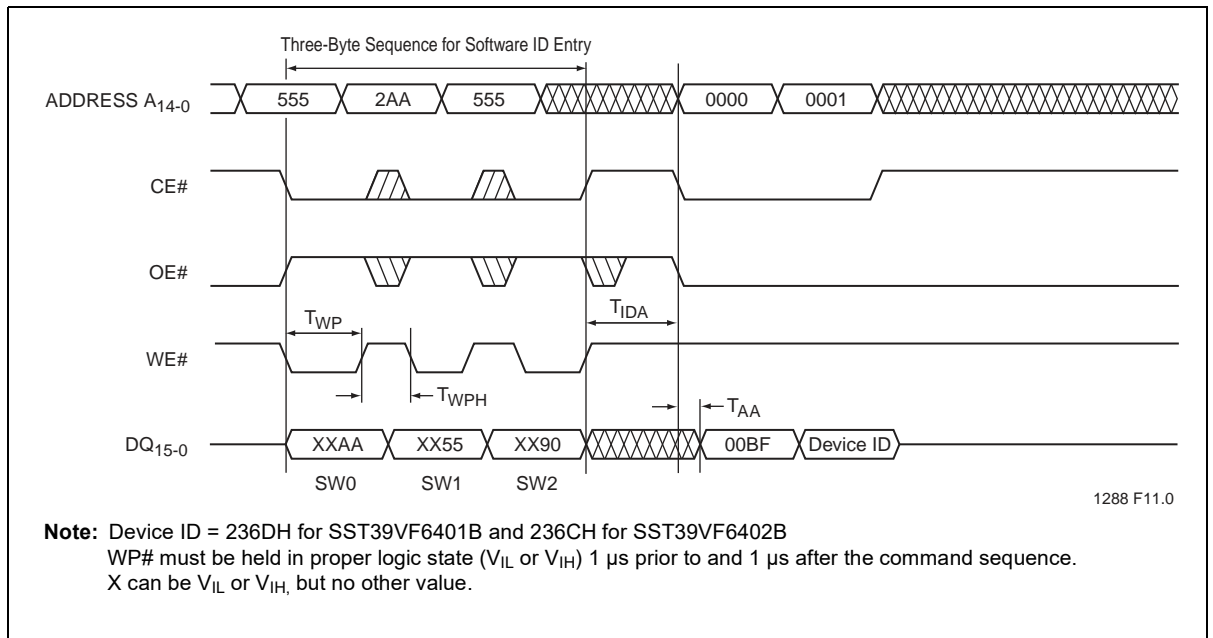 Three-Byte Sequence for Software ID Entry
ADDRESS A14-0 555 2AA 555 0000 0001
CE#
OE#
TWP TIDA
WE#
TWPH TAA
DQ15-0 XXAA XX55 XX90 00BF Device ID
SW0 SW1 SW2
1288 F11.0
Note: Device ID = 236DH for SST39VF6401B and 236CH for SST39VF6402B
WP# must be held in proper logic state (VIL or VIH) 1 µs prior to and 1 µs after the command sequence.
X can be VIL or VIH, but no other value.